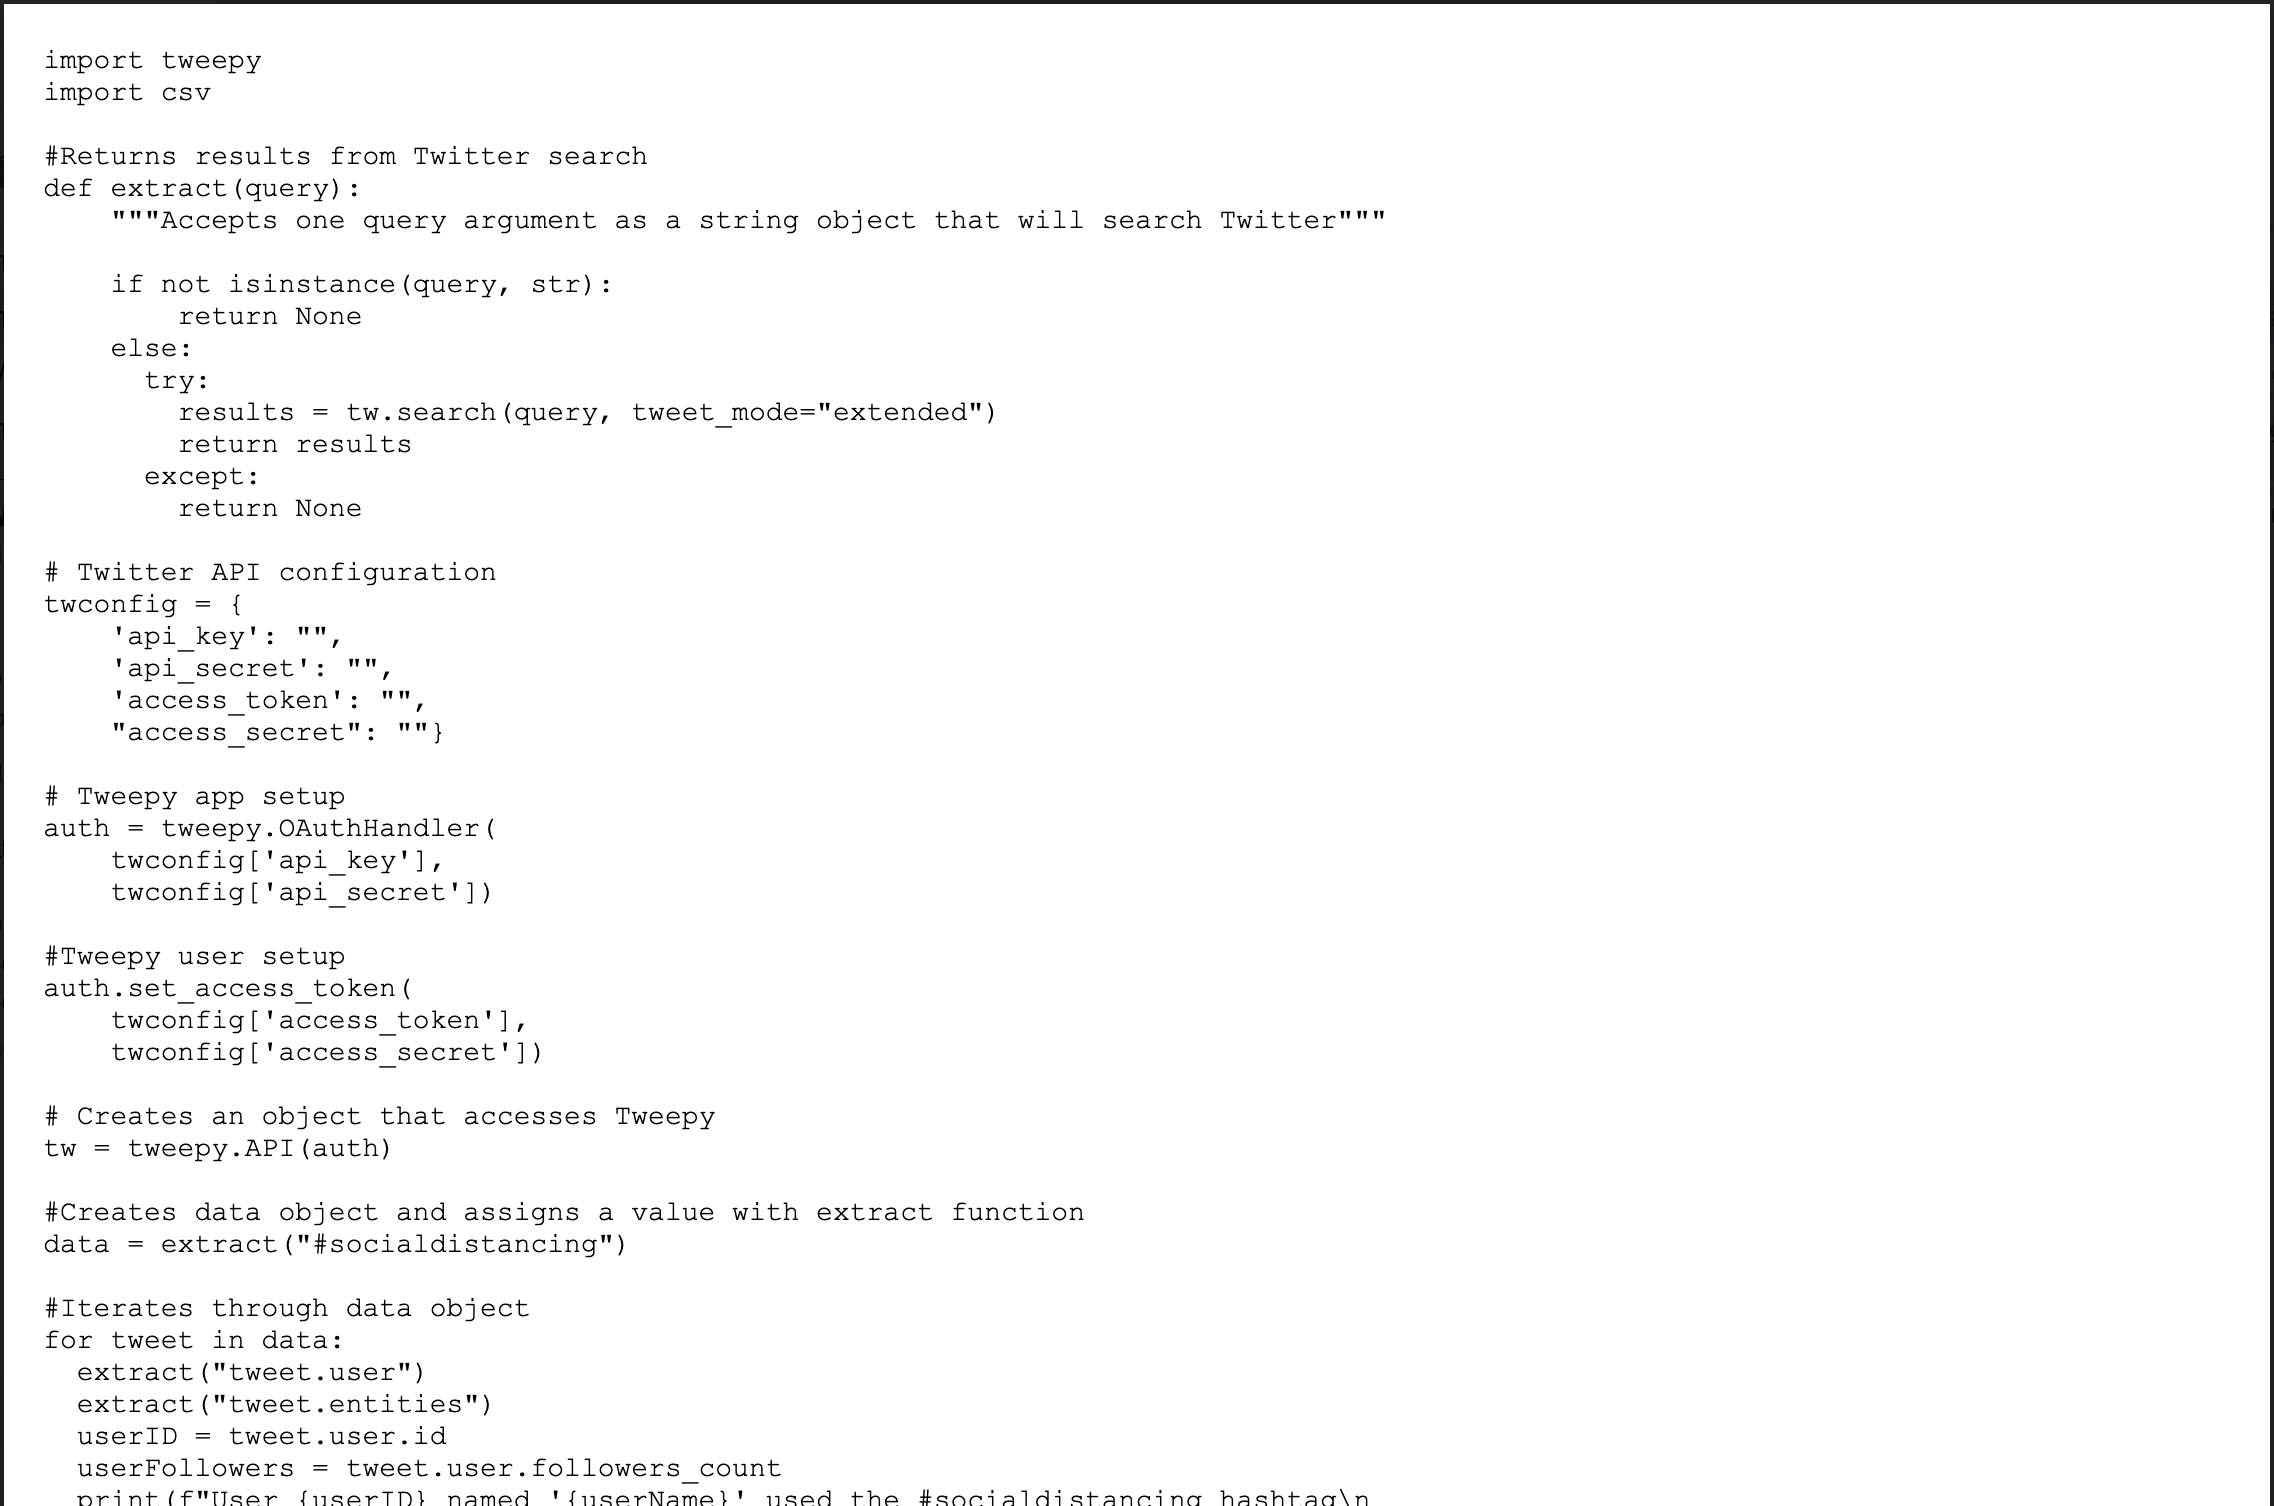 import tweepy
import csv

#Returns results from Twitter search
def extract(query):
    """Accepts one query argument as a string object that will search Twitter"""

    if not isinstance(query, str):
        return None
    else:
      try:
        results = tw.search(query, tweet_mode="extended")
        return results
      except:
        return None

# Twitter API configuration
twconfig = {
    'api_key': "",
    'api_secret': "",
    'access_token': "",
    "access_secret": ""}

# Tweepy app setup
auth = tweepy.OAuthHandler(
    twconfig['api_key'],
    twconfig['api_secret'])

#Tweepy user setup
auth.set_access_token(
    twconfig['access_token'],
    twconfig['access_secret'])

# Creates an object that accesses Tweepy
tw = tweepy.API(auth)

#Creates data object and assigns a value with extract function
data = extract("#socialdistancing")

#Iterates through data object
for tweet in data:
  extract("tweet.user")
  extract("tweet.entities")
  userID = tweet.user.id
  userFollowers = tweet.user.followers_count
  print(f"User {userID} named '{userName}' used the #socialdistancing hashtag\n